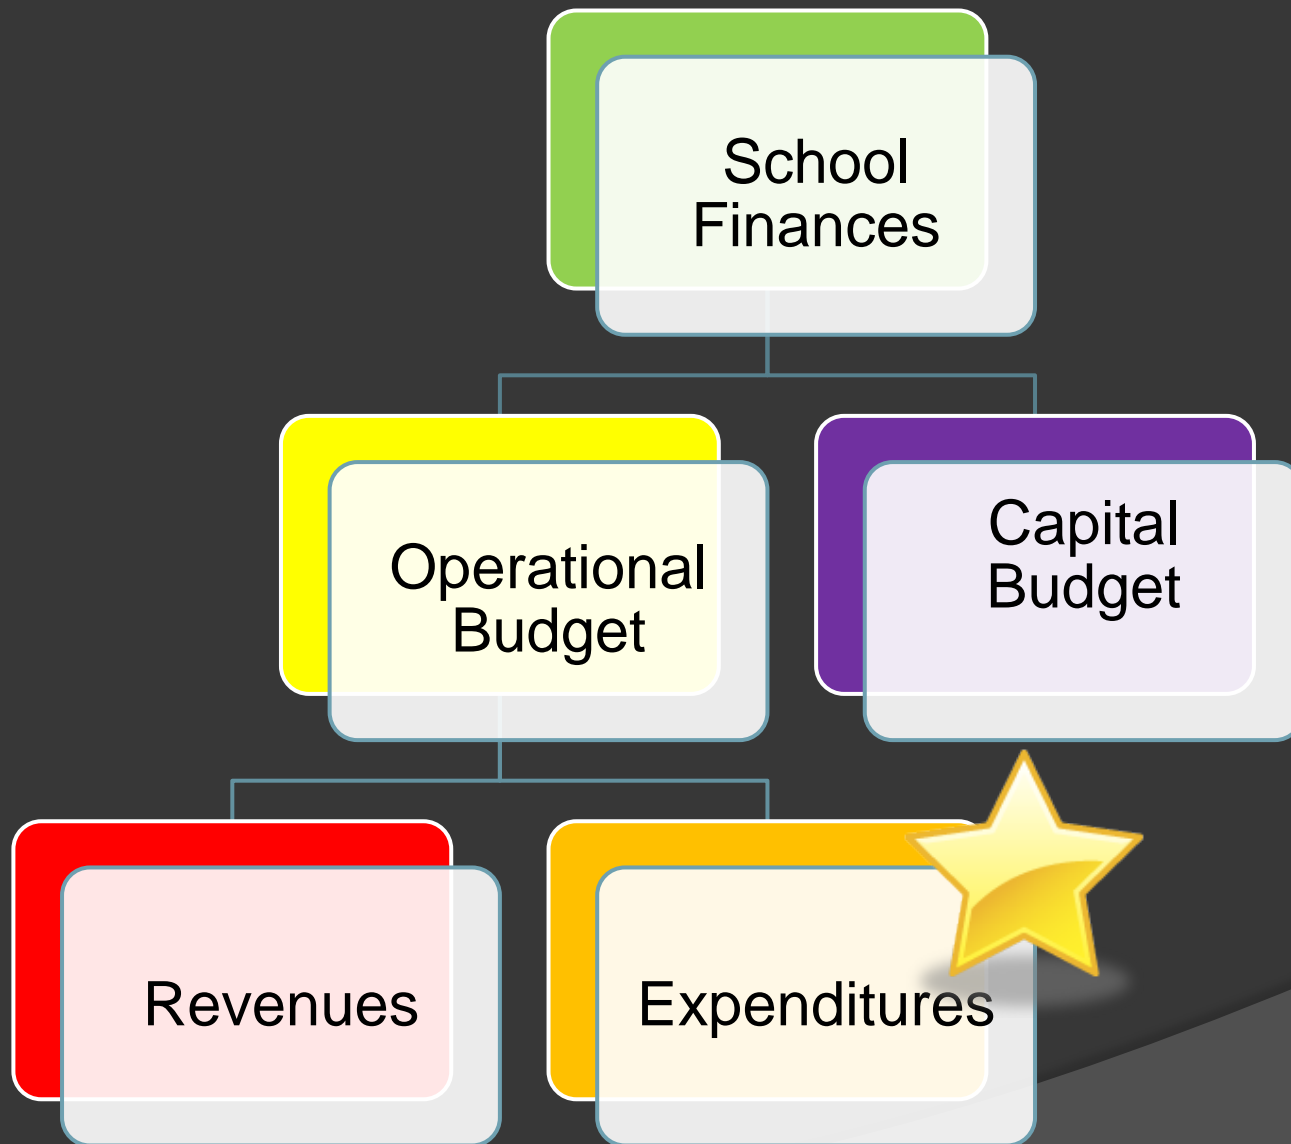 School
Finances
Operational
Budget
Capital
Budget
Revenues
Expenditures